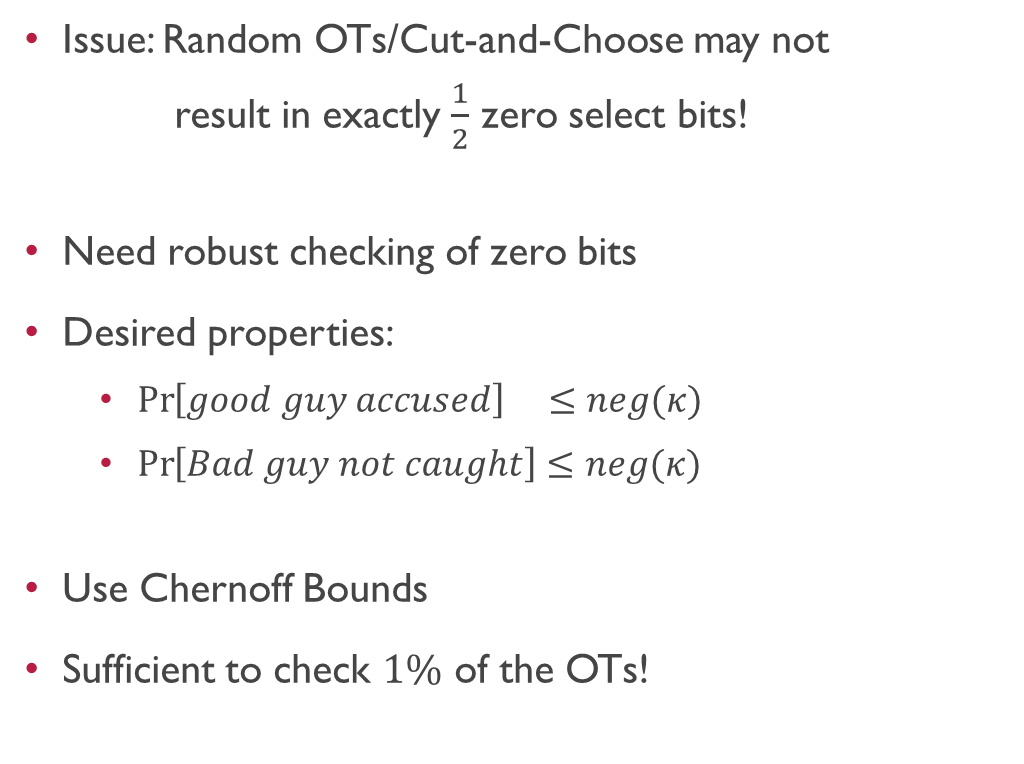 • Issue: Random OTs/Cut-and-Choose may not
result in exactly 1/2 zero select bits!
• Need robust checking of zero bits
• Desired properties:
• Pr[good guy accused] ≤ neg(κ)
• Pr[Bad guy not caught] ≤ neg(κ)
• Use Chernoff Bounds
• Sufficient to check 1% of the OTs!